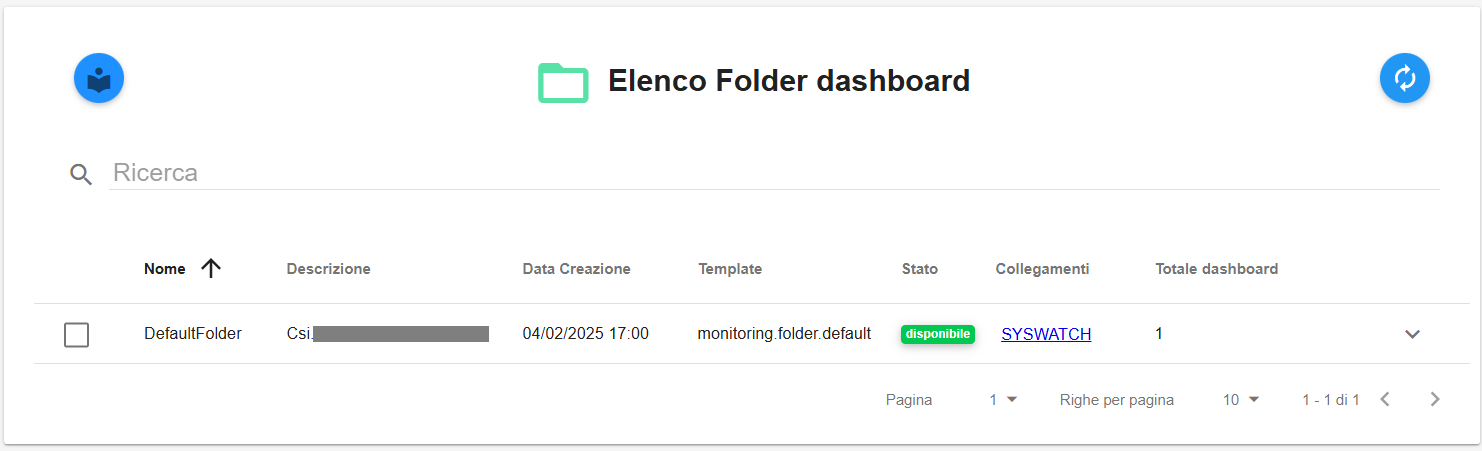 Elenco Folder dashboard
Ricerca
Nome Descrizione Data Creazione Template Stato Collegamenti Totale dashboard
DefaultFolder Csi. 04/02/2025 17:00 monitoring.folder.default disponibile SYSWATCH 1
Pagina 1 Righe per pagina 10 1 - 1 di 1